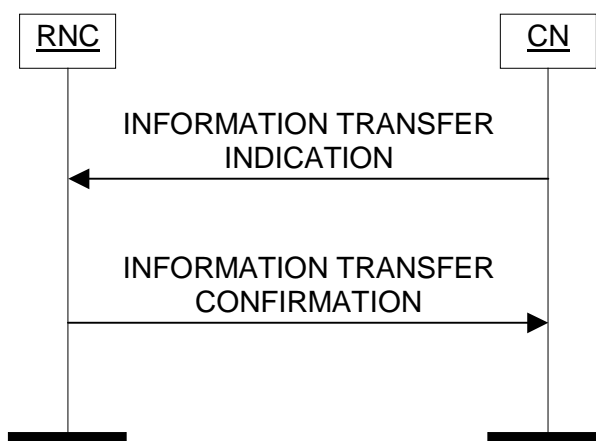 RNC
CN
INFORMATION TRANSFER
INDICATION
INFORMATION TRANSFER
CONFIRMATION